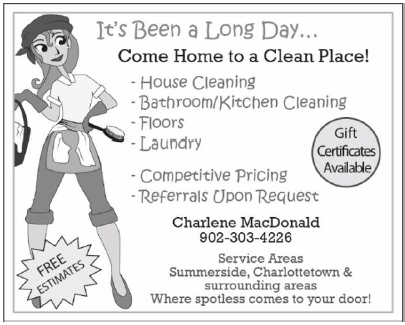 It's Been a Long Day...
Come Home to a Clean Place!
- House Cleaning
- Bathroom/Kitchen Cleaning
- Floors
- Laundry
- Competitive Pricing
- Referrals Upon Request
Gift
Certificates
Available
Charlene MacDonald
902-303-4226
Service Areas
Summerside, Charlottetown &
surrounding areas
Where spotless comes to your door!
FREE
ESTIMATES